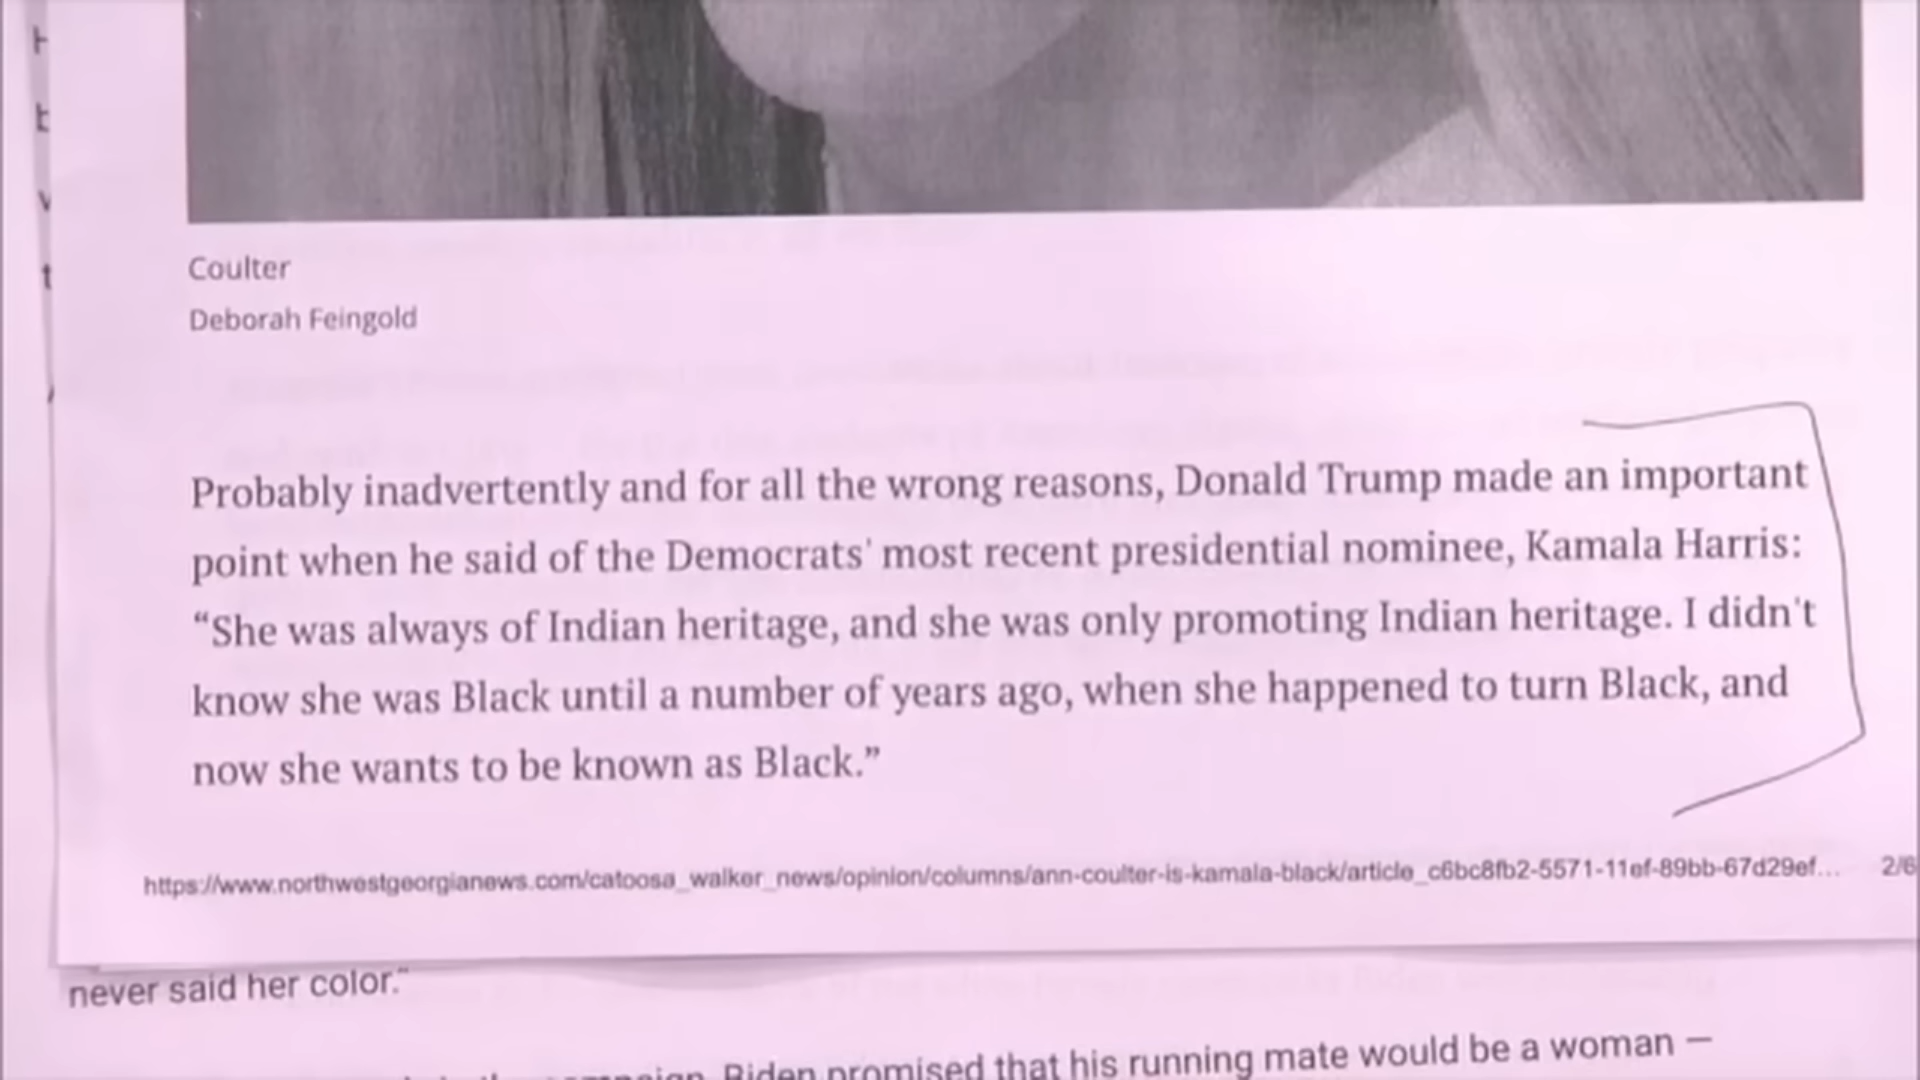 Coulter
Deborah Feingold
Probably inadvertently and for all the wrong reasons, Donald Trump made an important
point when he said of the Democrats' most recent presidential nominee, Kamala Harris:
“She was always of Indian heritage, and she was only promoting Indian heritage. I didn't
know she was Black until a number of years ago, when she happened to turn Black, and
now she wants to be known as Black.”
https://www.northwestgeorgianews.com/catoosa_walker_news/opinion/columns/ann-coulter-is-kamala-black/article_c6bc8fb2-5571-11ef-89bb-67d29ef... 2/6
never said her color.”
Biden promised that his running mate would be a woman —